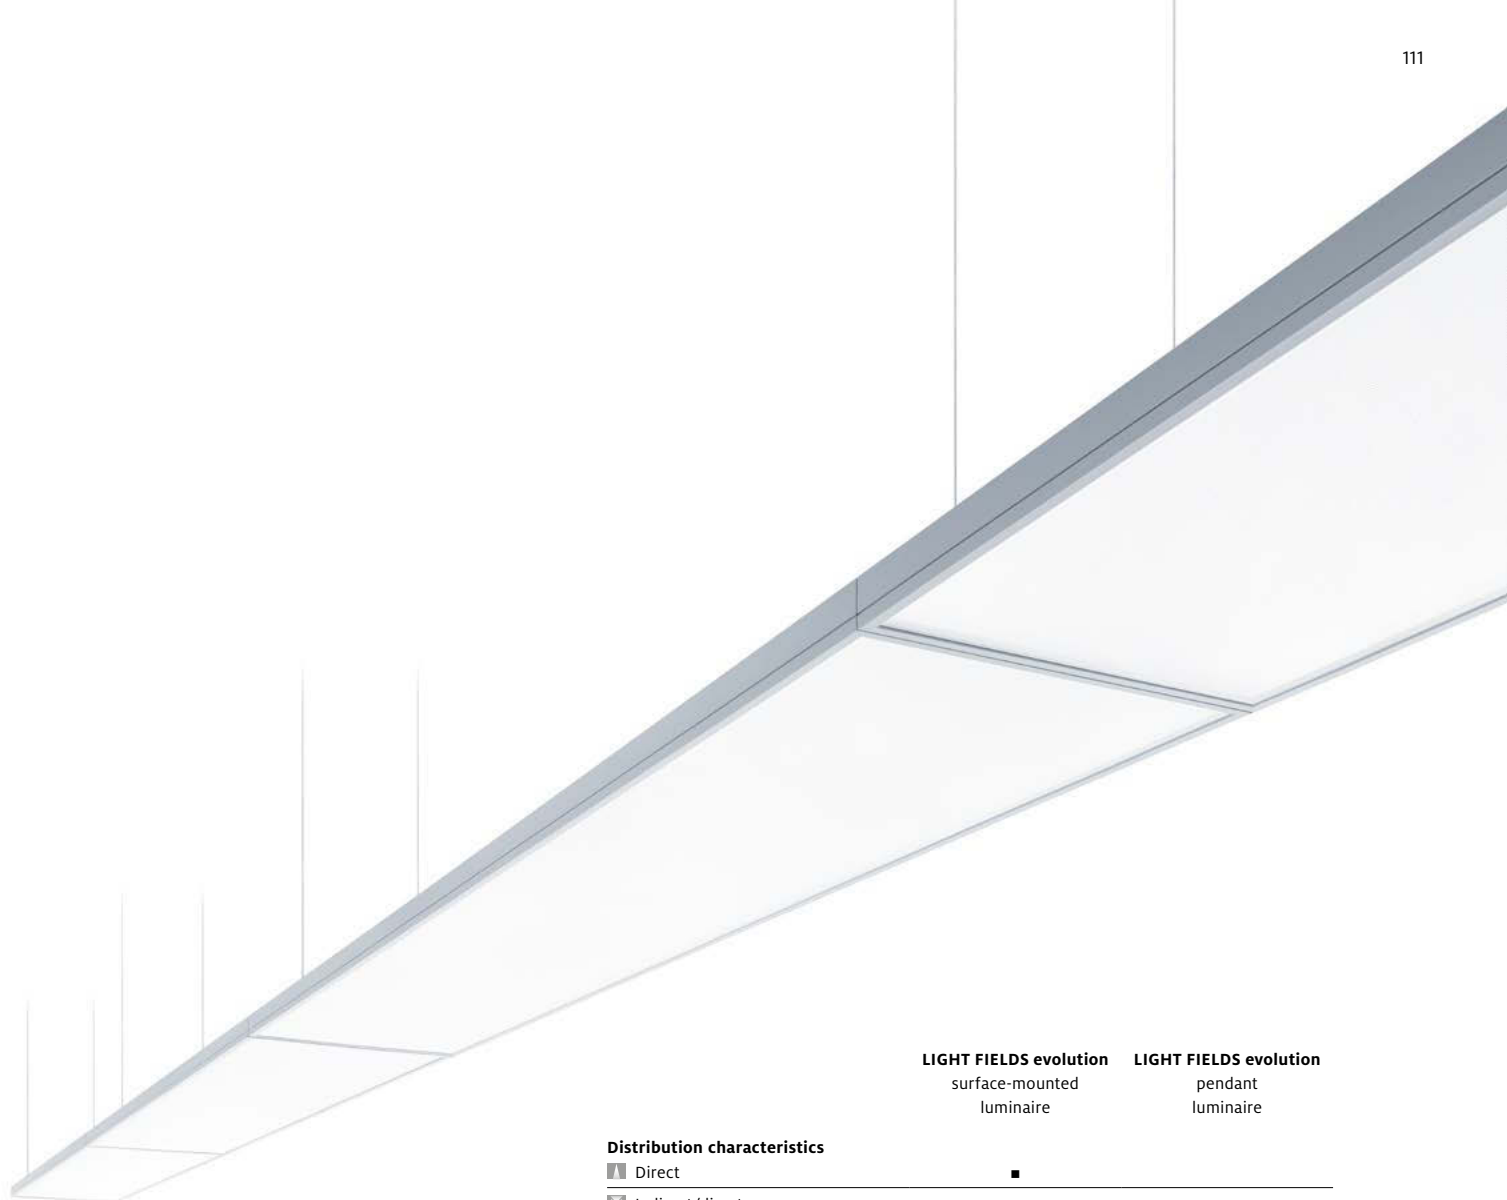 111
LIGHT FIELDS evolution LIGHT FIELDS evolution
surface-mounted pendant
luminaire luminaire
Distribution characteristics
Direct ■